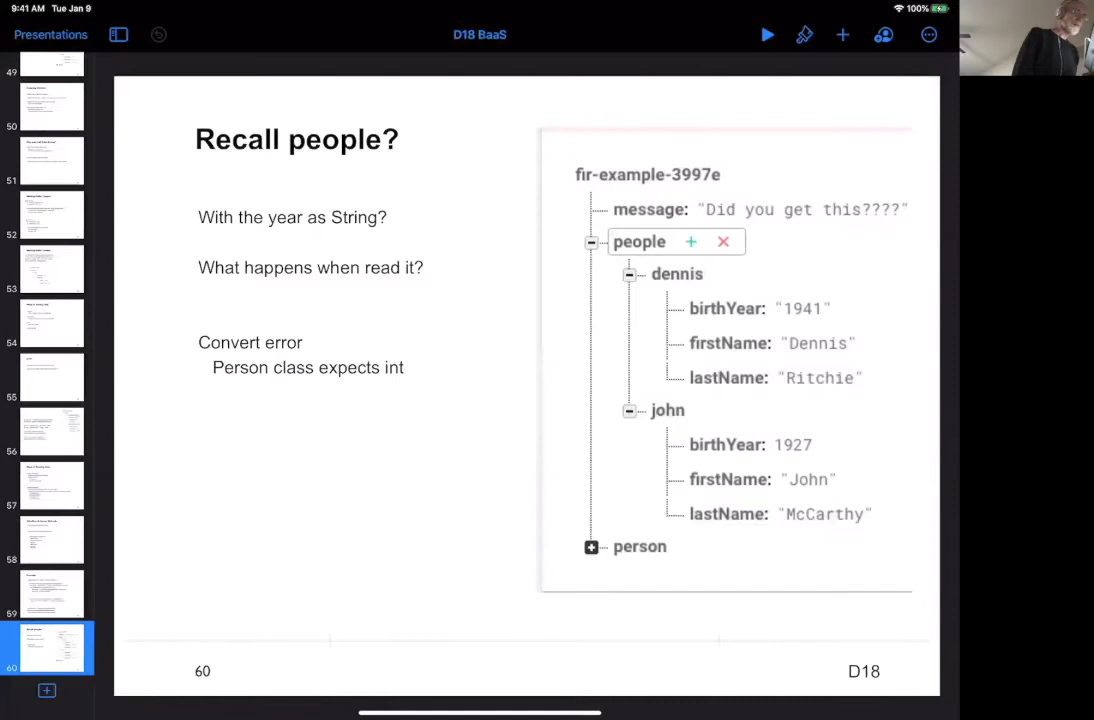 9:41 AM Tue Jan 9
100%
Presentations
D18 BaaS
49
50
51
52
53
54
55
56
57
58
59
60
Recall people?
With the year as String?
What happens when read it?
Convert error
Person class expects int
fir-example-3997e
message: "Did you get this????"
people
dennis
birthYear: "1941"
firstName: "Dennis"
lastName: "Ritchie"
john
birthYear: 1927
firstName: "John"
lastName: "McCarthy"
person
60
D18